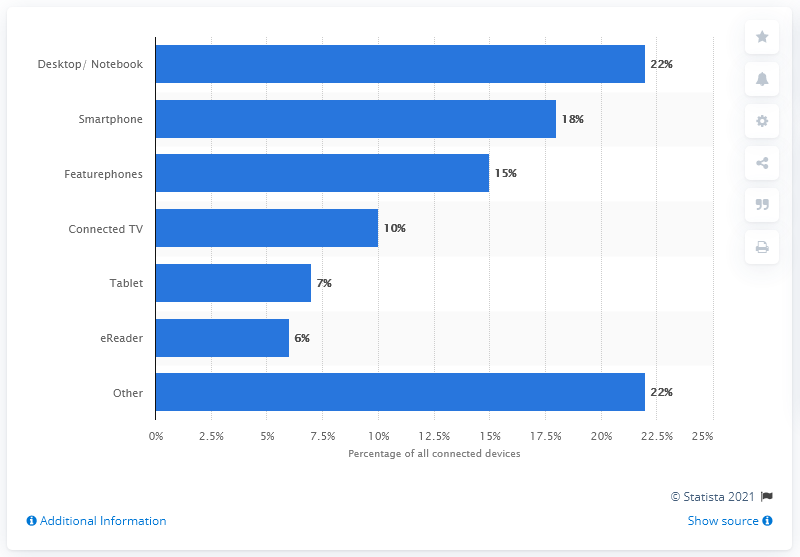 Desktop/ Notebook
22%
Smartphone
18%
Featurephones
15%
Connected TV
10%
Tablet
7%
eReader
6%
Other
22%
0% 2.5% 5% 7.5% 10% 12.5% 15% 17.5% 20% 22.5% 25%
Percentage of all connected devices
© Statista 2021
Additional Information
Show source